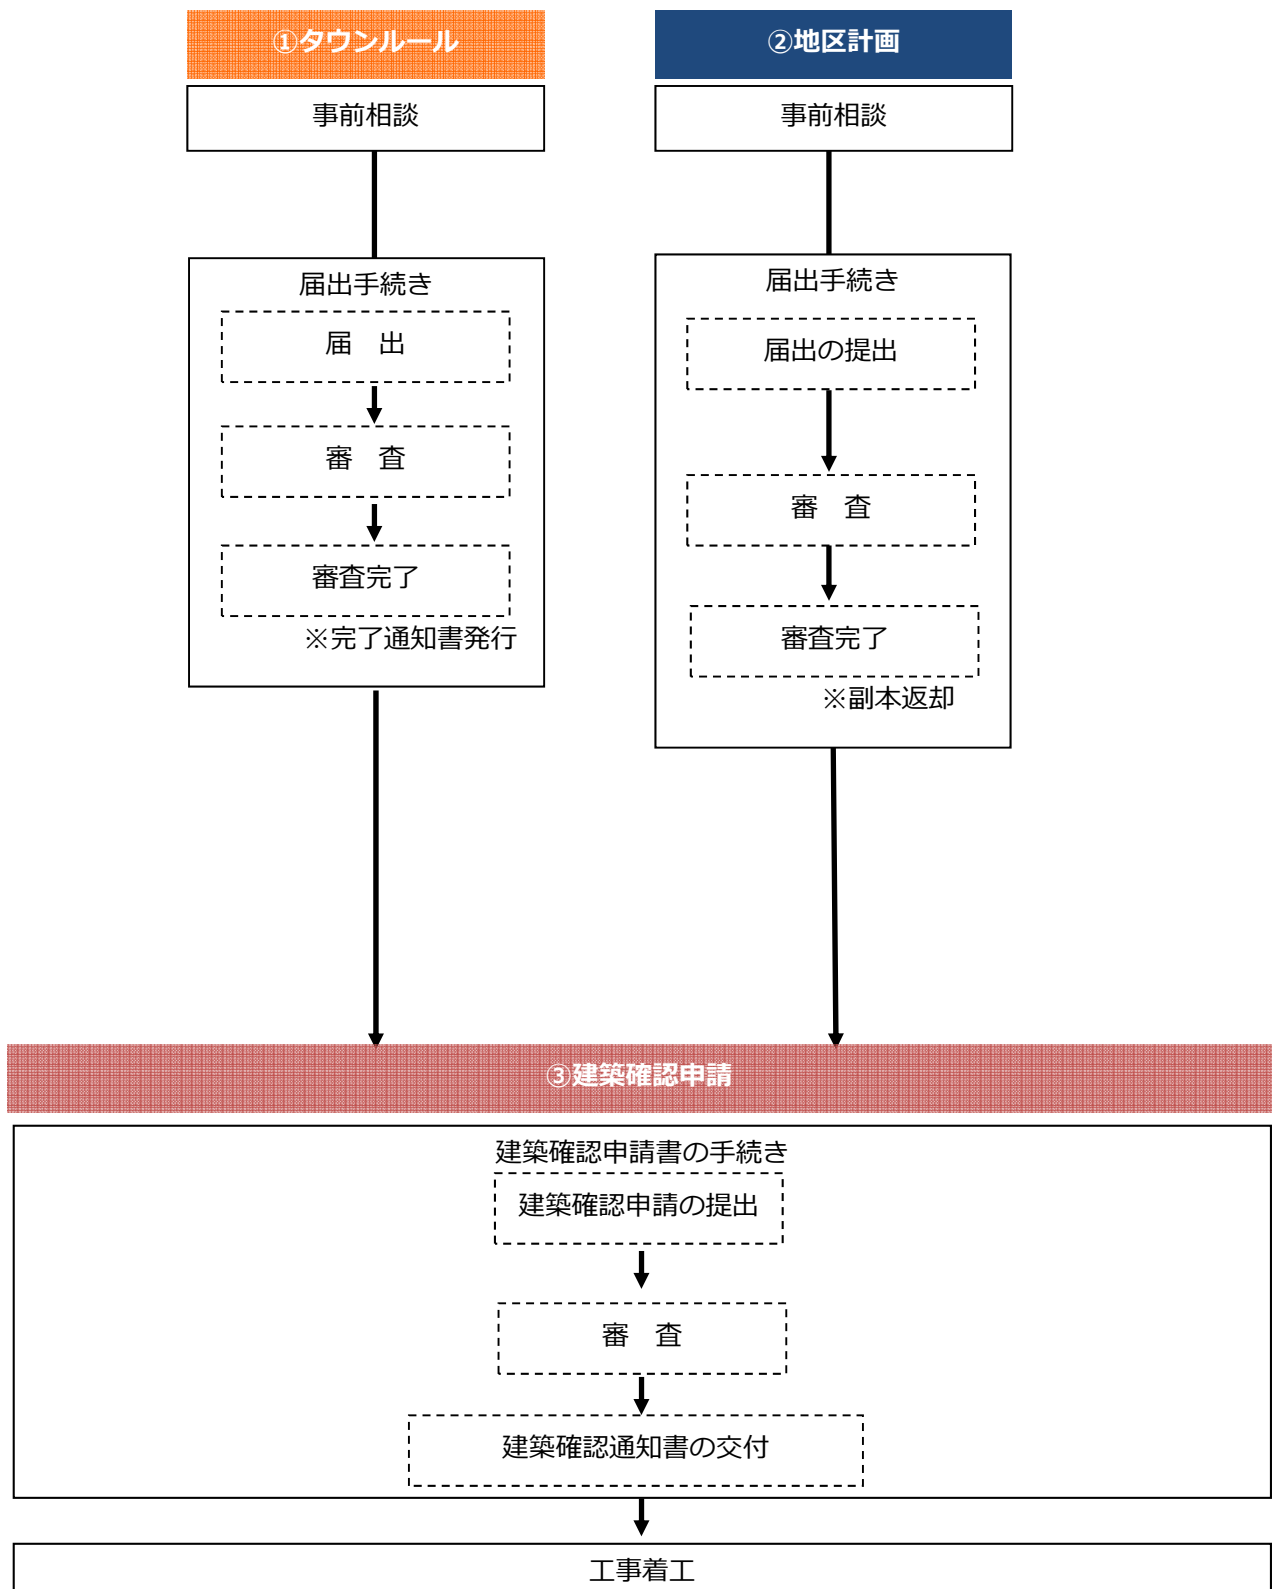 ①タウンルール
事前相談
届出手続き
届　出
審　査
審査完了
※完了通知書発行
②地区計画
事前相談
届出手続き
届出の提出
審　査
審査完了
※副本返却
③建築確認申請
建築確認申請書の手続き
建築確認申請の提出
審　査
建築確認通知書の交付
工事着工